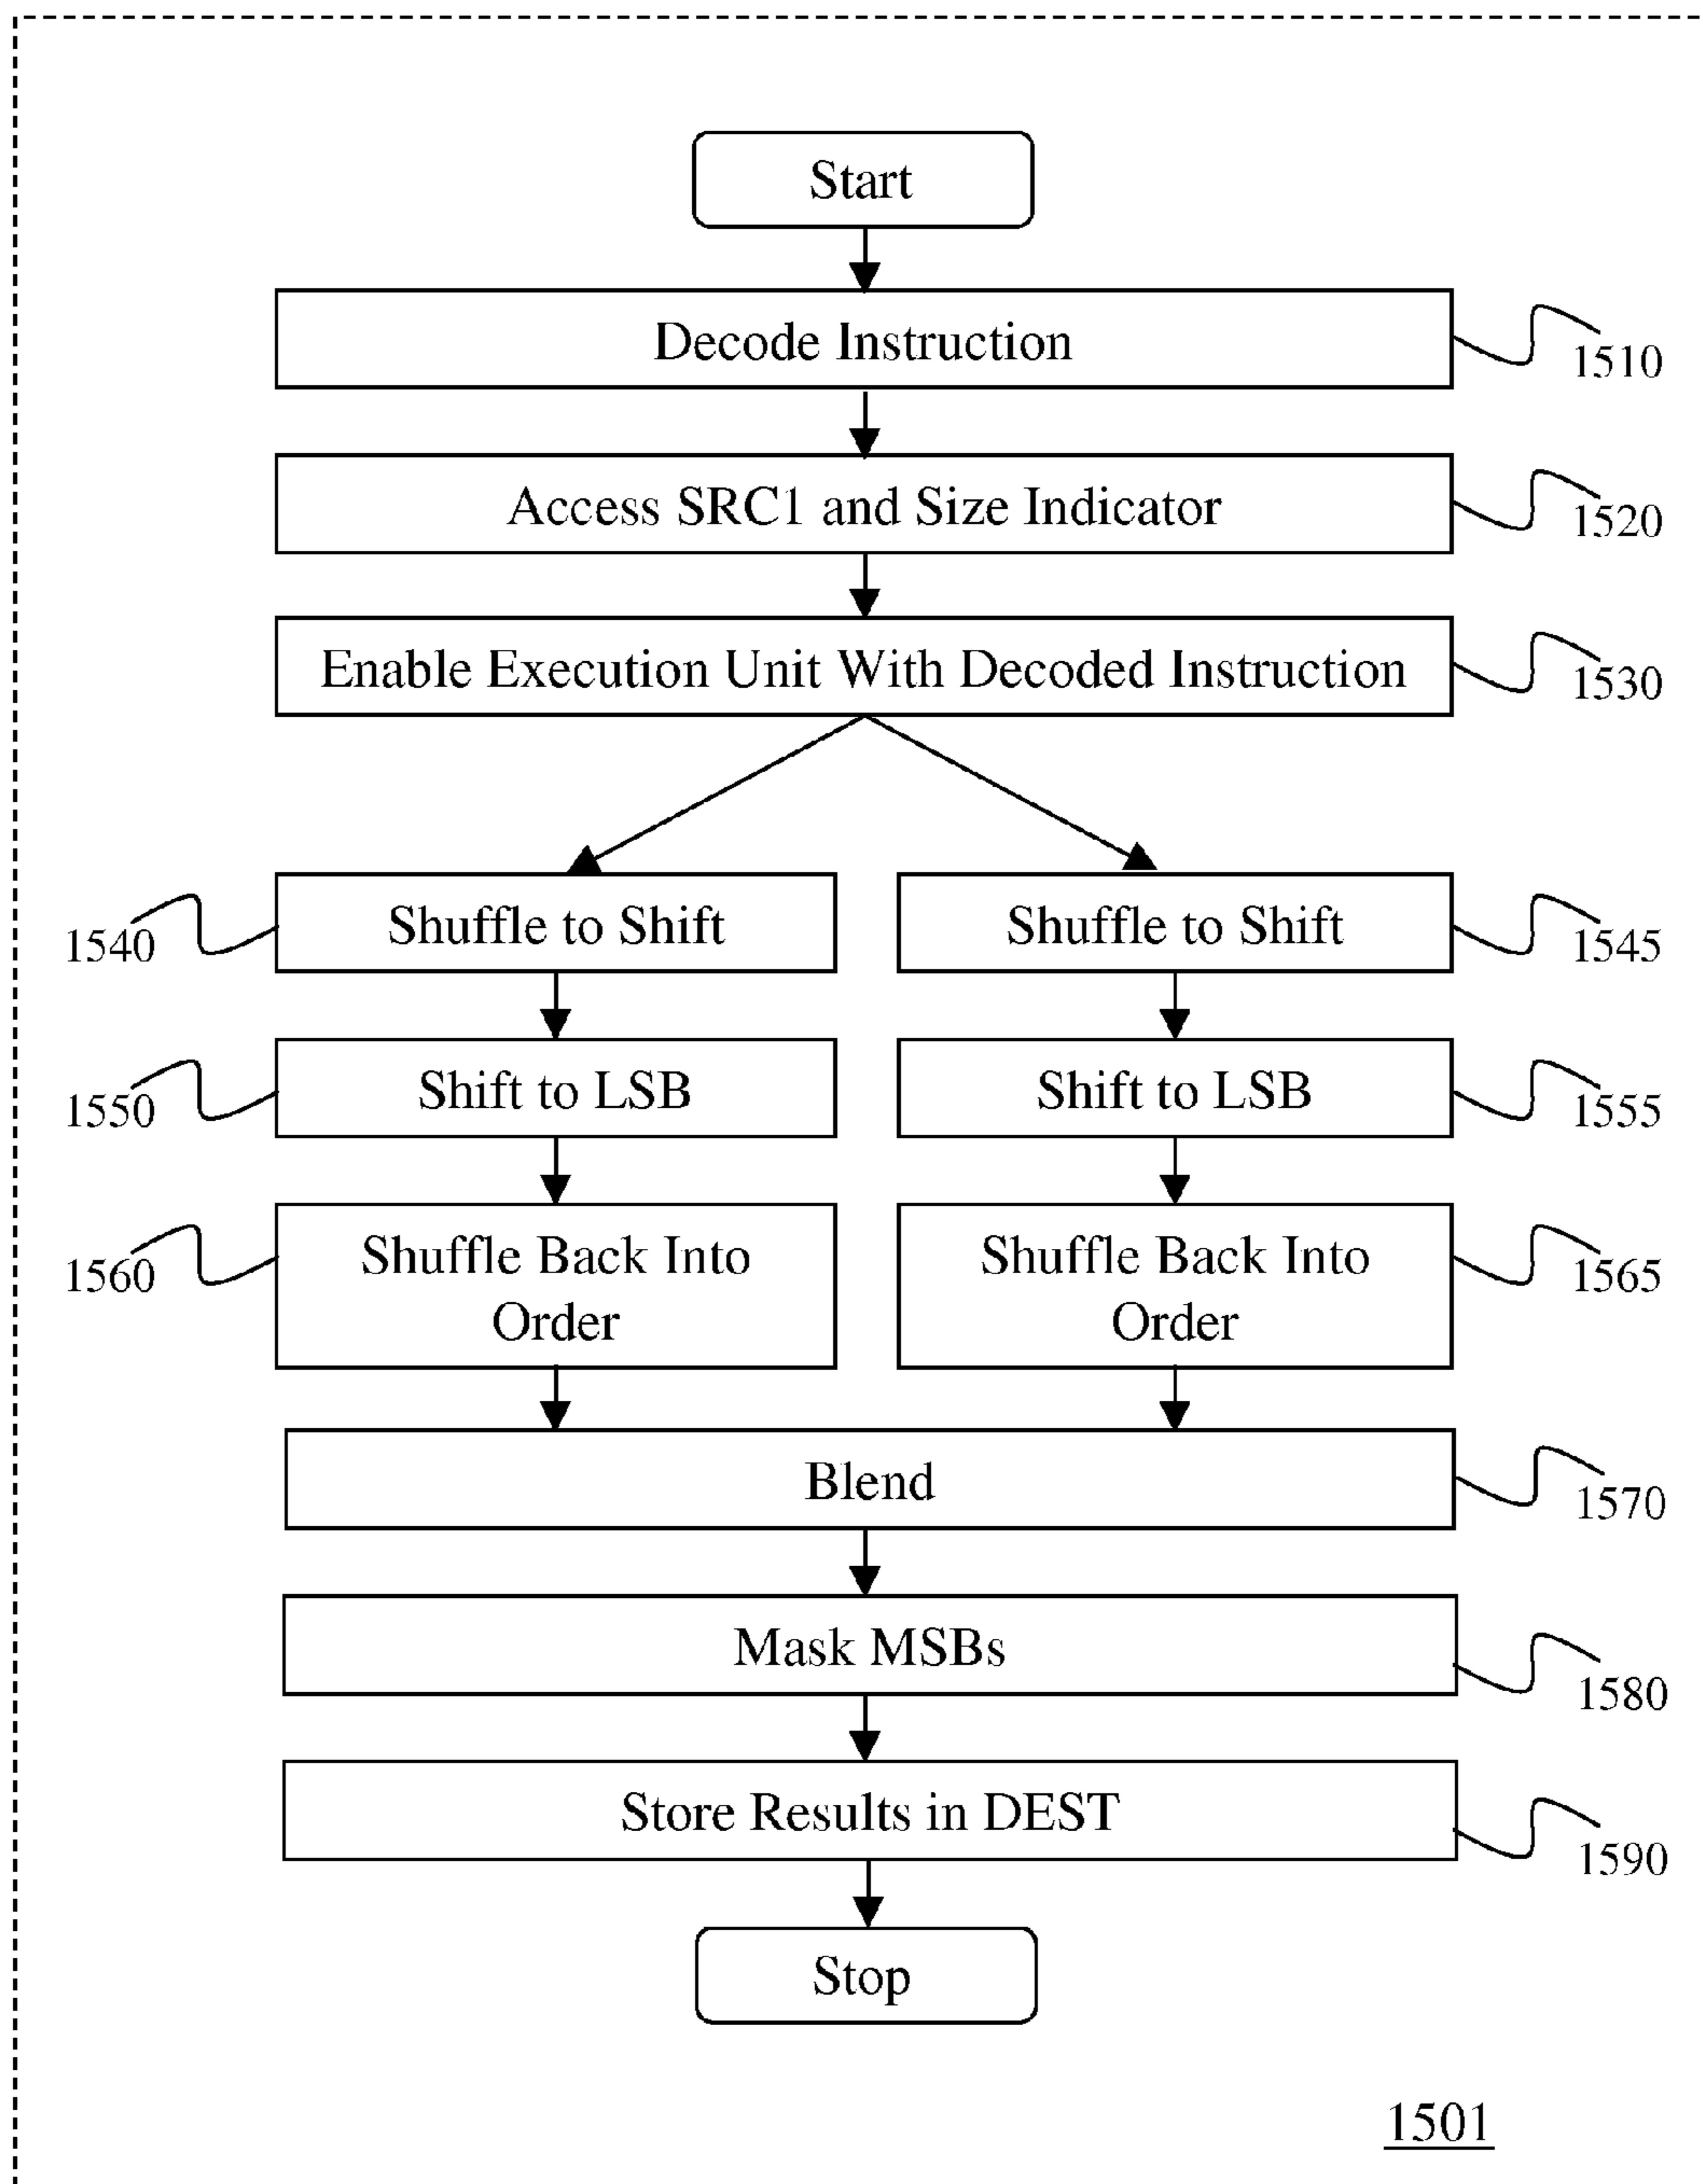 Start
Decode Instruction
1510
Access SRC1 and Size Indicator
1520
Enable Execution Unit With Decoded Instruction
1530
Shuffle to Shift
1540
Shuffle to Shift
1545
Shift to LSB
1550
Shift to LSB
1555
Shuffle Back Into
Order
1560
Shuffle Back Into
Order
1565
Blend
1570
Mask MSBs
1580
Store Results in DEST
1590
Stop
1501